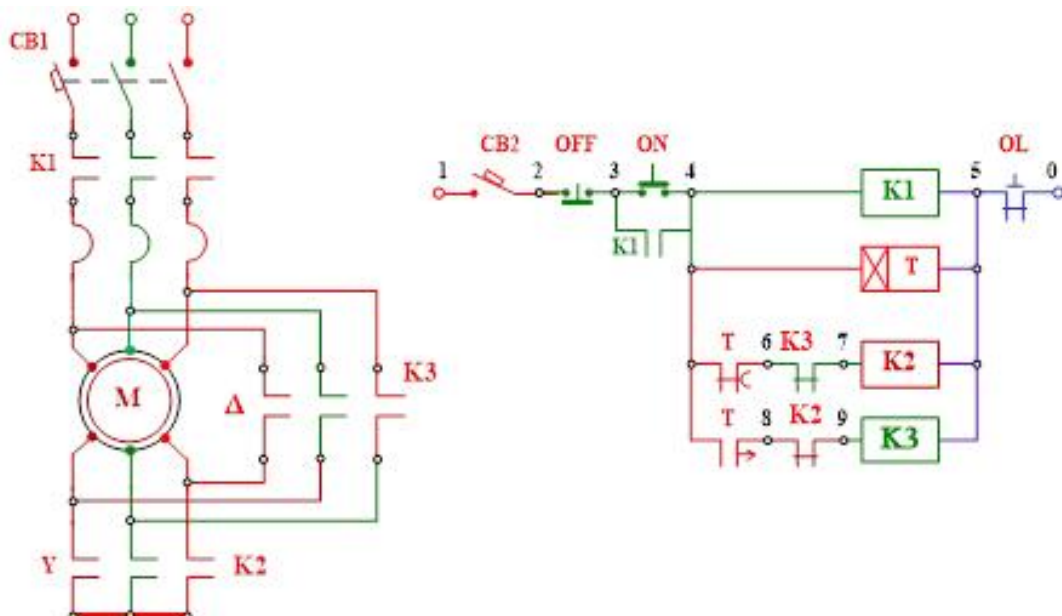 CB1
K1
M
Δ
K3
Y
K2
CB2 OFF ON OL
1 2 3 4 5 0
K1
K1
T
T 6 K3 7 K2
T 8 K2 9 K3